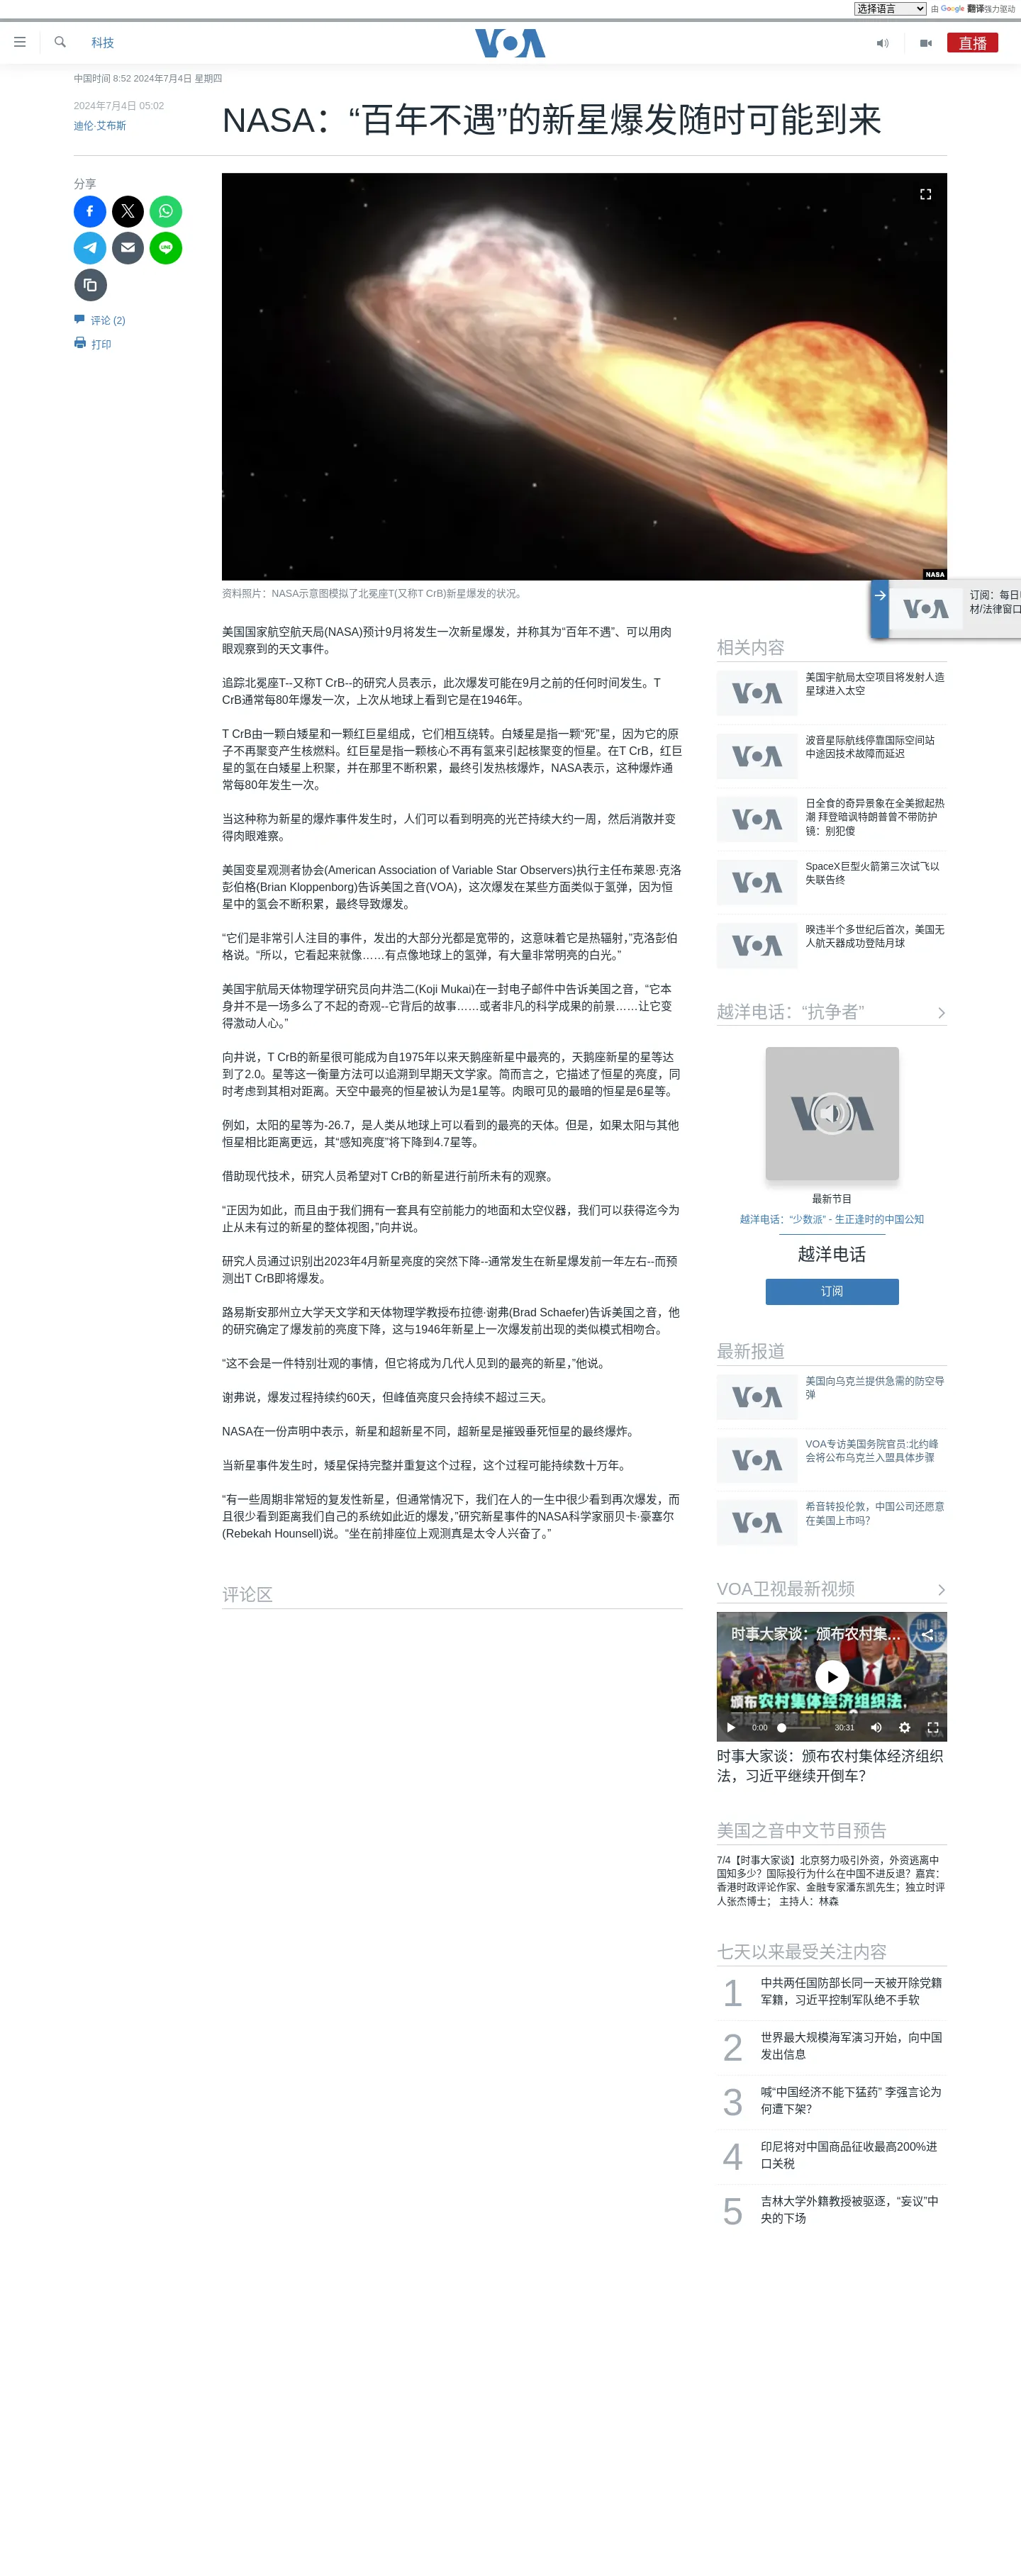 选择语言 由 Google 翻译强力驱动
科技
VOA
直播
中国时间 8:52 2024年7月4日 星期四
2024年7月4日 05:02
迪伦·艾布斯
NASA：“百年不遇”的新星爆发随时可能到来
分享
评论 (2)
打印
NASA
资料照片：NASA示意图模拟了北冕座T(又称T CrB)新星爆发的状况。
美国国家航空航天局(NASA)预计9月将发生一次新星爆发，并称其为“百年不遇”、可以用肉
眼观察到的天文事件。
追踪北冕座T--又称T CrB--的研究人员表示，此次爆发可能在9月之前的任何时间发生。T
CrB通常每80年爆发一次，上次从地球上看到它是在1946年。
T CrB由一颗白矮星和一颗红巨星组成，它们相互绕转。白矮星是指一颗“死”星，因为它的原
子不再聚变产生核燃料。红巨星是指一颗核心不再有氢来引起核聚变的恒星。在T CrB，红巨
星的氢在白矮星上积聚，并在那里不断积累，最终引发热核爆炸，NASA表示，这种爆炸通
常每80年发生一次。
当这种称为新星的爆炸事件发生时，人们可以看到明亮的光芒持续大约一周，然后消散并变
得肉眼难察。
美国变星观测者协会(American Association of Variable Star Observers)执行主任布莱恩·克洛
彭伯格(Brian Kloppenborg)告诉美国之音(VOA)，这次爆发在某些方面类似于氢弹，因为恒
星中的氢会不断积累，最终导致爆发。
“它们是非常引人注目的事件，发出的大部分光都是宽带的，这意味着它是热辐射，”克洛彭伯
格说。“所以，它看起来就像……有点像地球上的氢弹，有大量非常明亮的白光。”
美国宇航局天体物理学研究员向井浩二(Koji Mukai)在一封电子邮件中告诉美国之音，“它本
身并不是一场多么了不起的奇观--它背后的故事……或者非凡的科学成果的前景……让它变
得激动人心。”
向井说，T CrB的新星很可能成为自1975年以来天鹅座新星中最亮的，天鹅座新星的星等达
到了2.0。星等这一衡量方法可以追溯到早期天文学家。简而言之，它描述了恒星的亮度，同
时考虑到其相对距离。天空中最亮的恒星被认为是1星等。肉眼可见的最暗的恒星是6星等。
例如，太阳的星等为-26.7，是人类从地球上可以看到的最亮的天体。但是，如果太阳与其他
恒星相比距离更远，其“感知亮度”将下降到4.7星等。
借助现代技术，研究人员希望对T CrB的新星进行前所未有的观察。
“正因为如此，而且由于我们拥有一套具有空前能力的地面和太空仪器，我们可以获得迄今为
止从未有过的新星的整体视图，”向井说。
研究人员通过识别出2023年4月新星亮度的突然下降--通常发生在新星爆发前一年左右--而预
测出T CrB即将爆发。
路易斯安那州立大学天文学和天体物理学教授布拉德·谢弗(Brad Schaefer)告诉美国之音，他
的研究确定了爆发前的亮度下降，这与1946年新星上一次爆发前出现的类似模式相吻合。
“这不会是一件特别壮观的事情，但它将成为几代人见到的最亮的新星，”他说。
谢弗说，爆发过程持续约60天，但峰值亮度只会持续不超过三天。
NASA在一份声明中表示，新星和超新星不同，超新星是摧毁垂死恒星的最终爆炸。
当新星事件发生时，矮星保持完整并重复这个过程，这个过程可能持续数十万年。
“有一些周期非常短的复发性新星，但通常情况下，我们在人的一生中很少看到再次爆发，而
且很少看到距离我们自己的系统如此近的爆发，”研究新星事件的NASA科学家丽贝卡·豪塞尔
(Rebekah Hounsell)说。“坐在前排座位上观测真是太令人兴奋了。”
评论区
VOA
订阅：每日
材/法律窗口
相关内容
VOA
美国宇航局太空项目将发射人造
星球进入太空
VOA
波音星际航线停靠国际空间站
中途因技术故障而延迟
VOA
日全食的奇异景象在全美掀起热
潮 拜登暗讽特朗普曾不带防护
镜：别犯傻
VOA
SpaceX巨型火箭第三次试飞以
失联告终
VOA
暌违半个多世纪后首次，美国无
人航天器成功登陆月球
越洋电话：“抗争者”
VOA
最新节目
越洋电话：“少数派” - 生正逢时的中国公知
越洋电话
订阅
最新报道
VOA
美国向乌克兰提供急需的防空导
弹
VOA
VOA专访美国务院官员:北约峰
会将公布乌克兰入盟具体步骤
VOA
希音转投伦敦，中国公司还愿意
在美国上市吗？
VOA卫视最新视频
时事大家谈：颁布农村集…
颁布农村集体经济组织法，
0:00 30:31
时事大家谈：颁布农村集体经济组织
法，习近平继续开倒车？
美国之音中文节目预告
7/4【时事大家谈】北京努力吸引外资，外资逃离中
国知多少？国际投行为什么在中国不进反退？嘉宾：
香港时政评论作家、金融专家潘东凯先生；独立时评
人张杰博士； 主持人：林森
七天以来最受关注内容
1
中共两任国防部长同一天被开除党籍
军籍，习近平控制军队绝不手软
2
世界最大规模海军演习开始，向中国
发出信息
3
喊“中国经济不能下猛药” 李强言论为
何遭下架？
4
印尼将对中国商品征收最高200%进
口关税
5
吉林大学外籍教授被驱逐，“妄议”中
央的下场